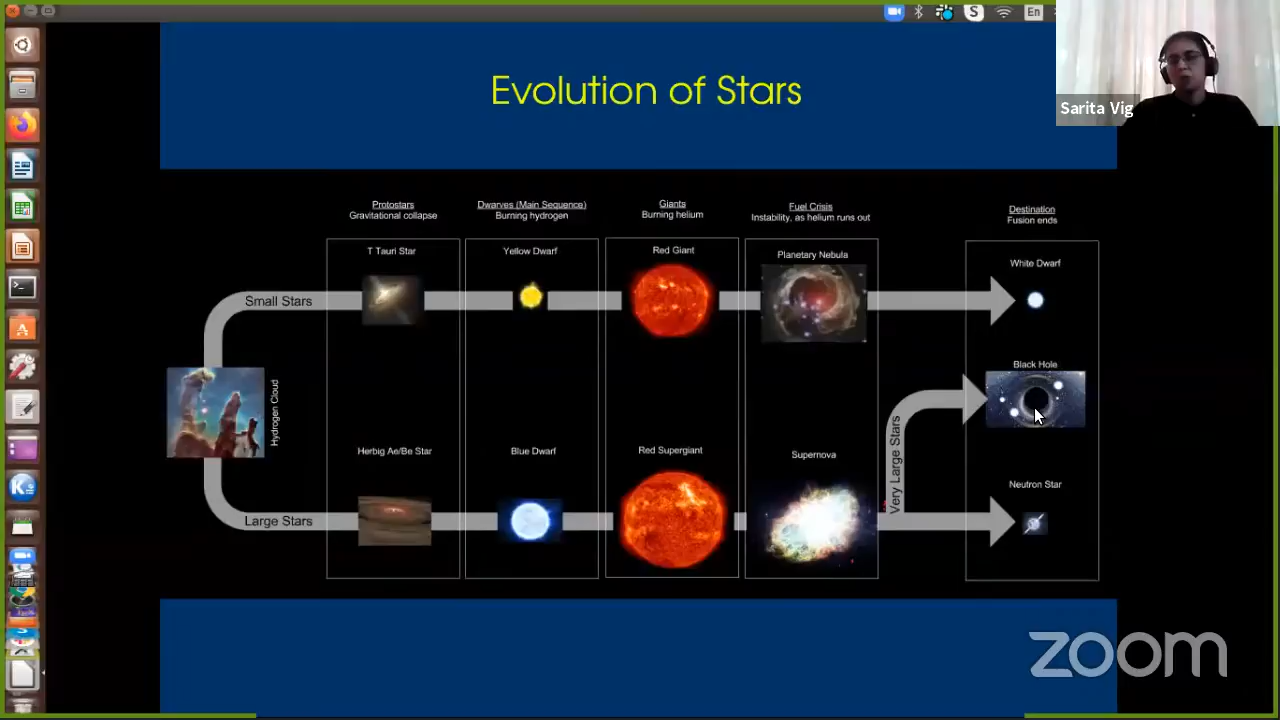 S
En
Sarita Vig
Evolution of Stars
Protostars
Gravitational collapse
Dwarves (Main Sequence)
Burning hydrogen
Giants
Burning helium
Fuel Crisis
Instability, as helium runs out
Destination
Fusion ends
T Tauri Star
Yellow Dwarf
Red Giant
Planetary Nebula
White Dwarf
Small Stars
Hydrogen Cloud
Black Hole
Very Large Stars
Herbig Ae/Be Star
Blue Dwarf
Red Supergiant
Supernova
Neutron Star
Large Stars
zoom